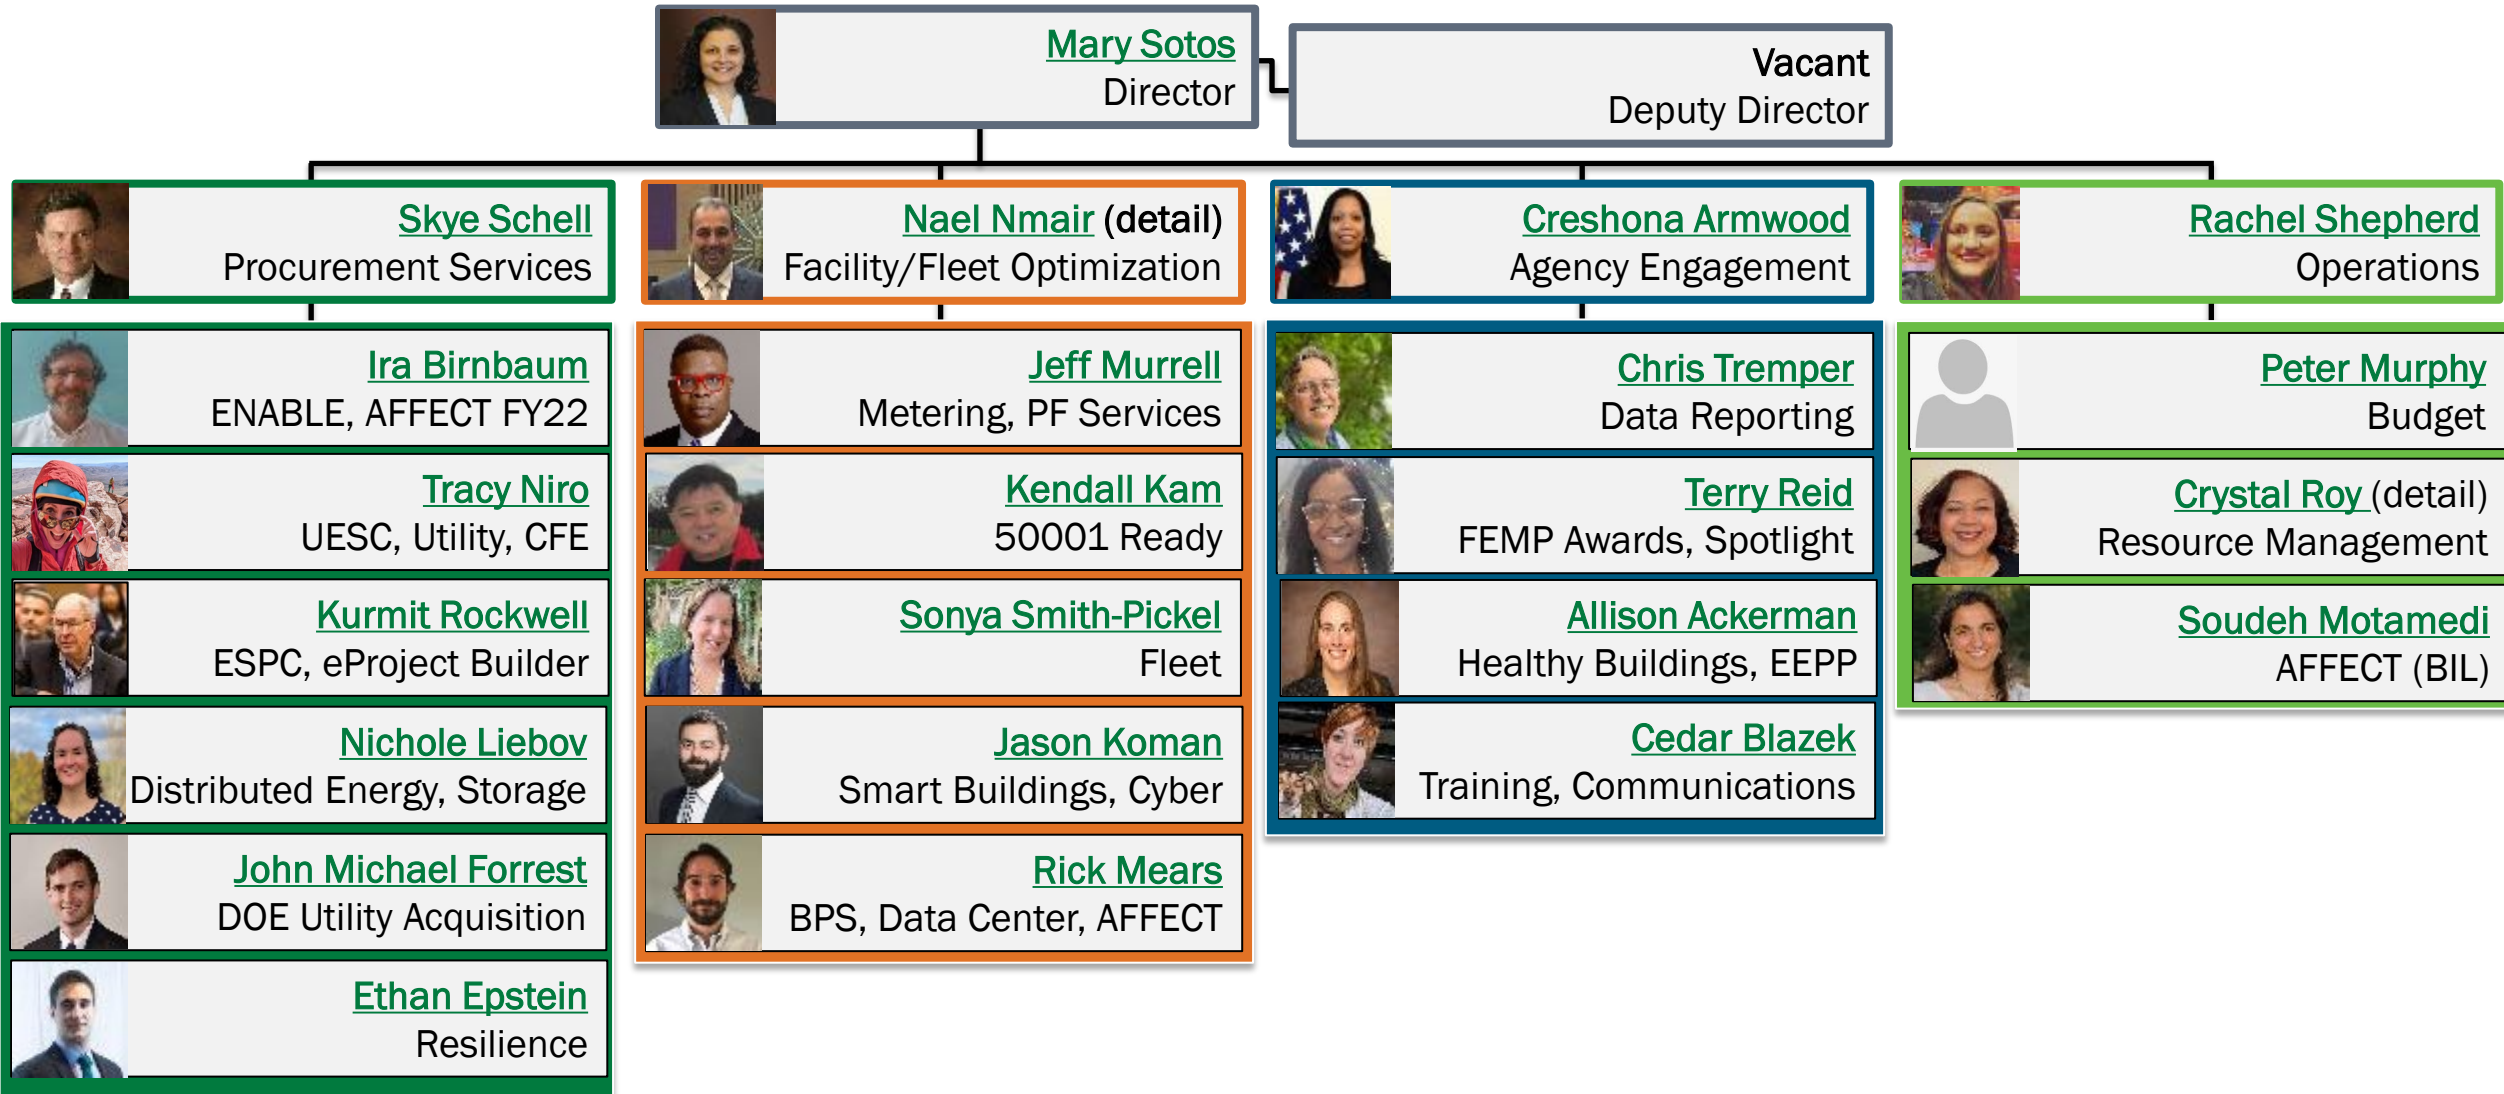 Mary Sotos
Director
Vacant
Deputy Director
Skye Schell
Procurement Services
Nael Nmair (detail)
Facility/Fleet Optimization
Creshona Armwood
Agency Engagement
Rachel Shepherd
Operations
Ira Birnbaum
ENABLE, AFFECT FY22
Tracy Niro
UESC, Utility, CFE
Kurmit Rockwell
ESPC, eProject Builder
Nichole Liebov
Distributed Energy, Storage
John Michael Forrest
DOE Utility Acquisition
Ethan Epstein
Resilience
Jeff Murrell
Metering, PF Services
Kendall Kam
50001 Ready
Sonya Smith-Pickel
Fleet
Jason Koman
Smart Buildings, Cyber
Rick Mears
BPS, Data Center, AFFECT
Chris Tremper
Data Reporting
Terry Reid
FEMP Awards, Spotlight
Allison Ackerman
Healthy Buildings, EEPP
Cedar Blazek
Training, Communications
Peter Murphy
Budget
Crystal Roy (detail)
Resource Management
Soudeh Motamedi
AFFECT (BIL)